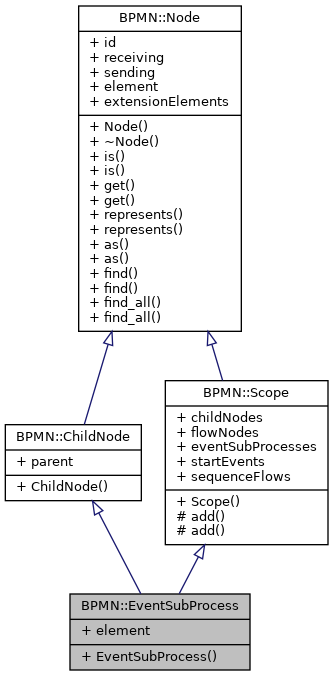 BPMN::Node
+ id
+ receiving
+ sending
+ element
+ extensionElements
+ Node()
+ ~Node()
+ is()
+ is()
+ get()
+ get()
+ represents()
+ represents()
+ as()
+ as()
+ find()
+ find()
+ find_all()
+ find_all()
BPMN::ChildNode
+ parent
+ ChildNode()
BPMN::Scope
+ childNodes
+ flowNodes
+ eventSubProcesses
+ startEvents
+ sequenceFlows
+ Scope()
# add()
# add()
BPMN::EventSubProcess
+ element
+ EventSubProcess()